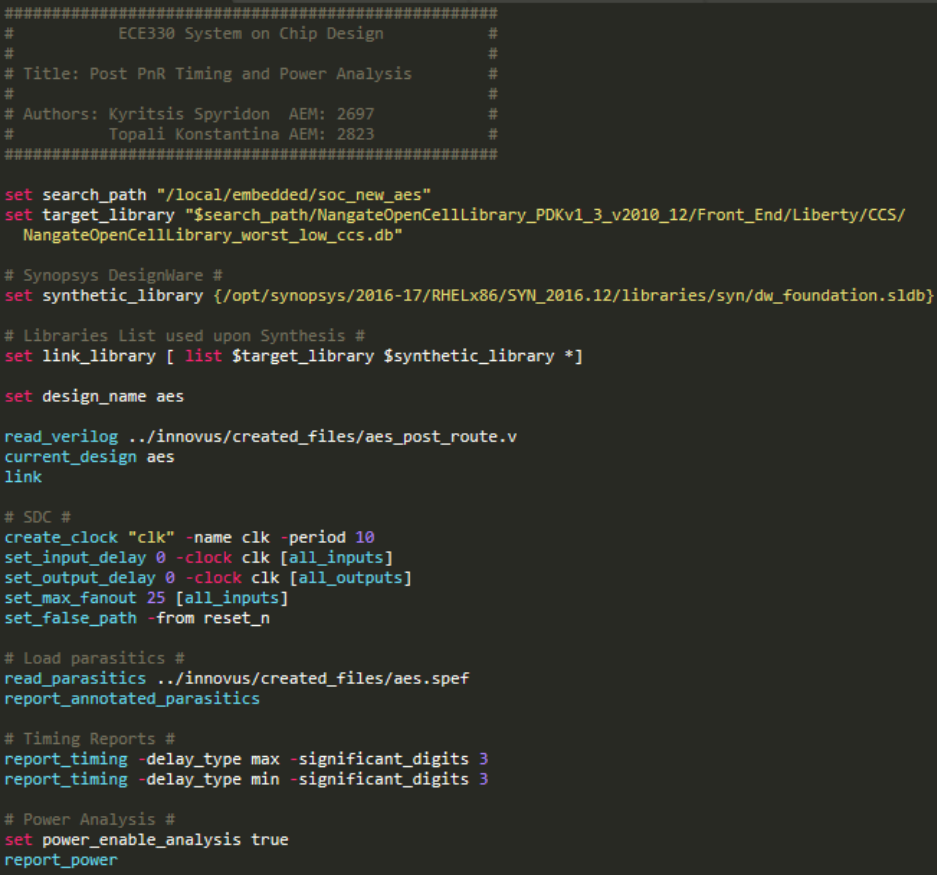 ####################################################
#           ECE330 System on Chip Design           #
#                                                  #
# Title: Post PnR Timing and Power Analysis        #
#                                                  #
# Authors: Kyritsis Spyridon  AEM: 2697            #
#          Topali Konstantina AEM: 2823            #
####################################################
set search_path "/local/embedded/soc_new_aes"
set target_library "$search_path/NangateOpenCellLibrary_PDKv1_3_v2010_12/Front_End/Liberty/CCS/
  NangateOpenCellLibrary_worst_low_ccs.db"
# Synopsys DesignWare #
set synthetic_library {/opt/synopsys/2016-17/RHELx86/SYN_2016.12/libraries/syn/dw_foundation.sldb}
# Libraries List used upon Synthesis #
set link_library [ list $target_library $synthetic_library *]
set design_name aes
read_verilog ../innovus/created_files/aes_post_route.v
current_design aes
link
# SDC #
create_clock "clk" -name clk -period 10
set_input_delay 0 -clock clk [all_inputs]
set_output_delay 0 -clock clk [all_outputs]
set_max_fanout 25 [all_inputs]
set_false_path -from reset_n
# Load parasitics #
read_parasitics ../innovus/created_files/aes.spef
report_annotated_parasitics
# Timing Reports #
report_timing -delay_type max -significant_digits 3
report_timing -delay_type min -significant_digits 3
# Power Analysis #
set power_enable_analysis true
report_power